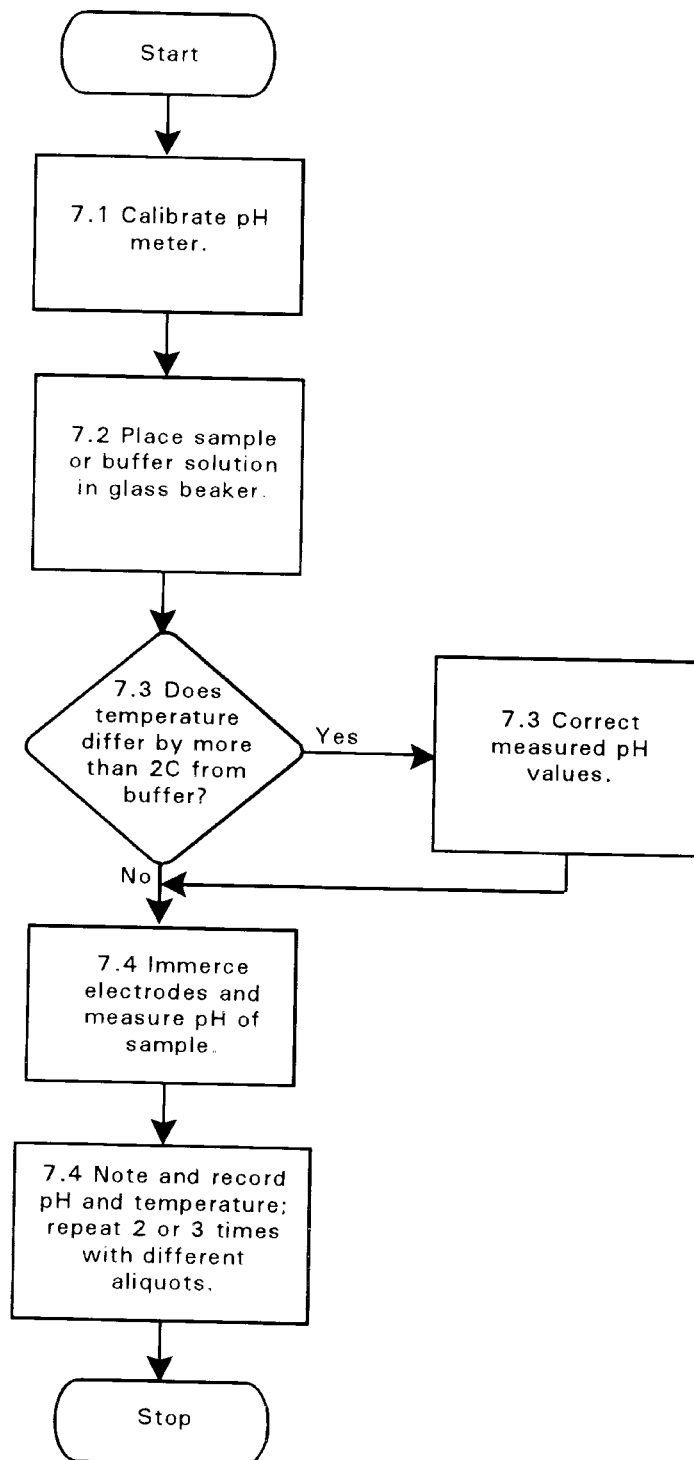 Start
7.1 Calibrate pH
meter.
7.2 Place sample
or buffer solution
in glass beaker.
7.3 Does
temperature
differ by more
than 2C from
buffer?
Yes
7.3 Correct
measured pH
values.
No
7.4 Immerce
electrodes and
measure pH of
sample.
7.4 Note and record
pH and temperature;
repeat 2 or 3 times
with different
aliquots.
Stop